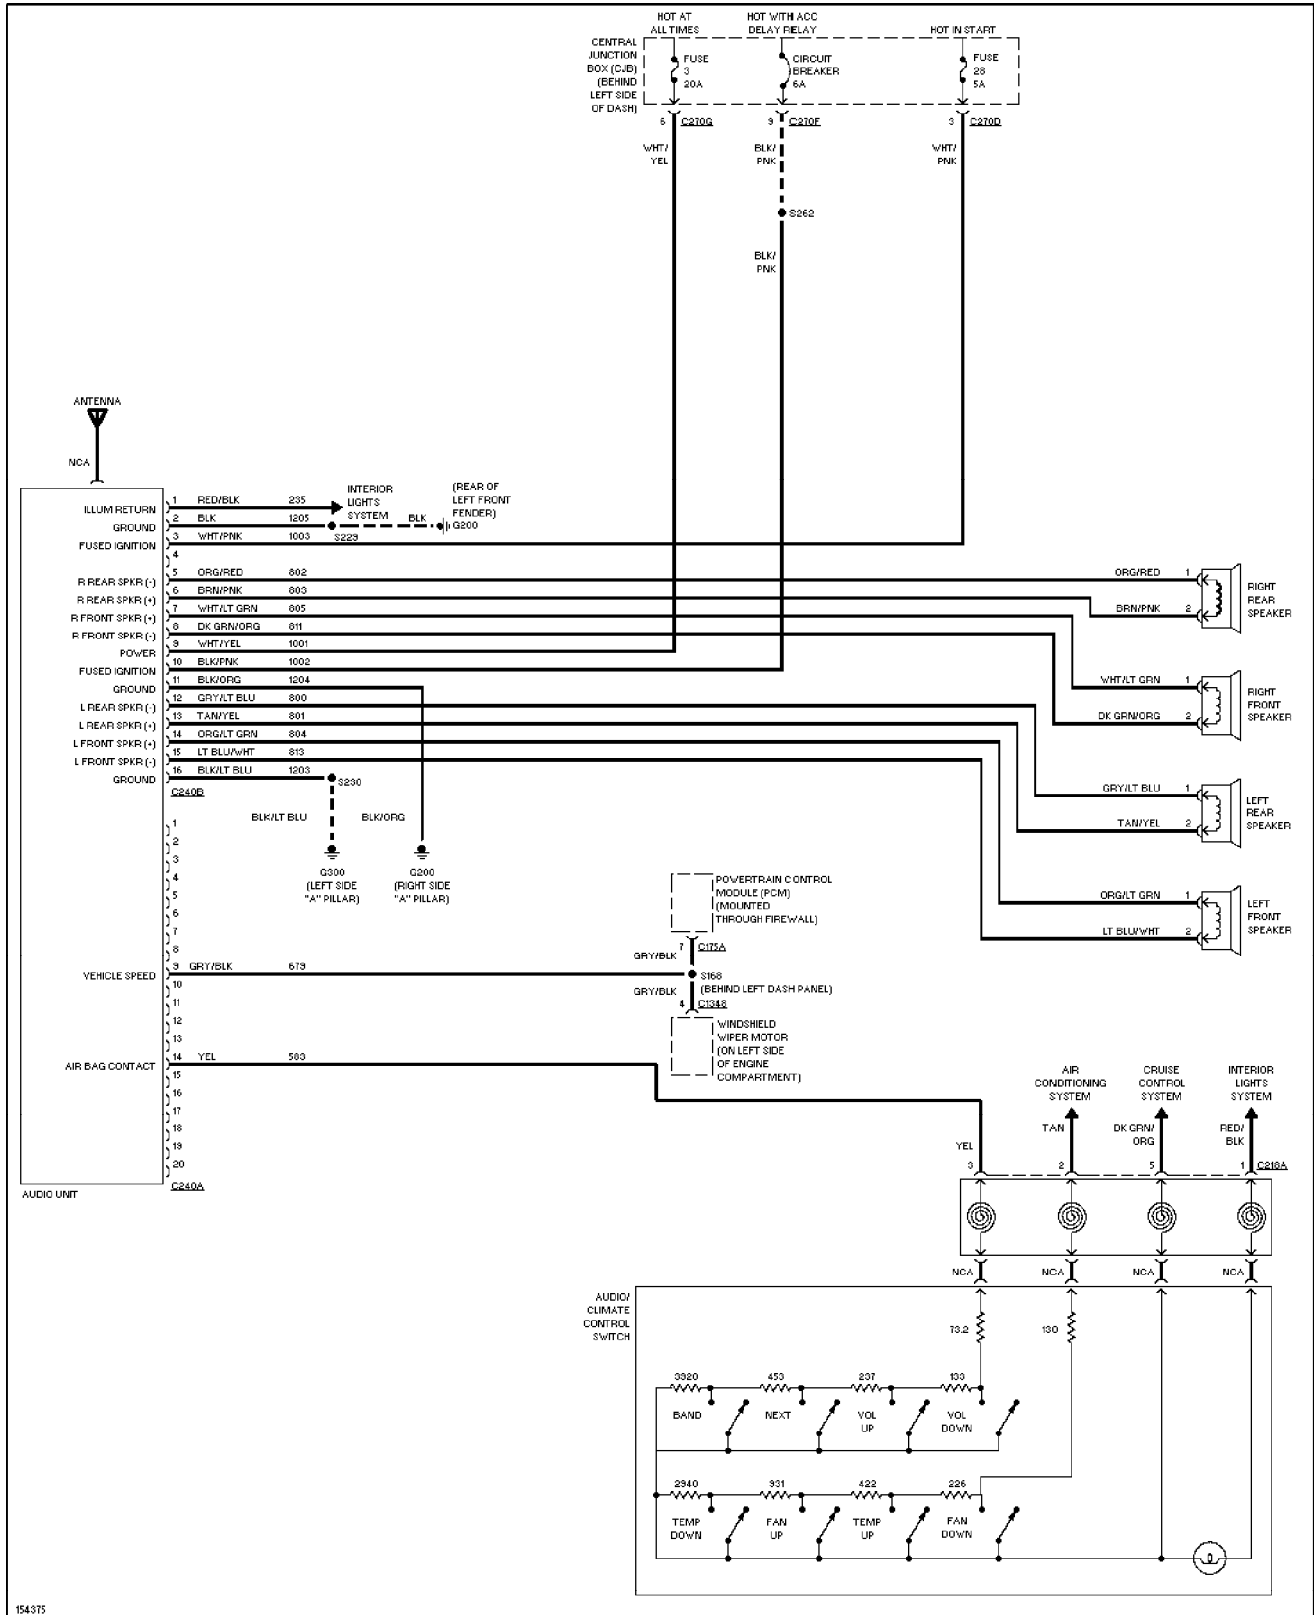 HOT AT
ALL TIMES
HOT WITH ACC
DELAY RELAY
HOT IN START
CENTRAL
JUNCTION
BOX (CJB)
(BEHIND
LEFT SIDE
OF DASH)
FUSE
3
20A
CIRCUIT
BREAKER
6A
FUSE
28
5A
6 C270G
9 C270F
3 C270D
WHT/
YEL
BLK/
PNK
WHT/
PNK
S262
BLK/
PNK
ANTENNA
NCA
ILLUM RETURN 1 RED/BLK 235
GROUND 2 BLK 1205
FUSED IGNITION 3 WHT/PNK 1003
4
INTERIOR
LIGHTS
SYSTEM
S229
BLK
(REAR OF
LEFT FRONT
FENDER)
G200
R REAR SPKR (-) 5 ORG/RED 802
R REAR SPKR (+) 6 BRN/PNK 803
R FRONT SPKR (+) 7 WHT/LT GRN 805
R FRONT SPKR (-) 8 DK GRN/ORG 811
POWER 9 WHT/YEL 1001
FUSED IGNITION 10 BLK/PNK 1002
GROUND 11 BLK/ORG 1204
L REAR SPKR (-) 12 GRY/LT BLU 800
L REAR SPKR (+) 13 TAN/YEL 801
L FRONT SPKR (+) 14 ORG/LT GRN 804
L FRONT SPKR (-) 15 LT BLU/WHT 813
GROUND 16 BLK/LT BLU 1203
C240B
S230
BLK/LT BLU
BLK/ORG
G300
(LEFT SIDE
"A" PILLAR)
G200
(RIGHT SIDE
"A" PILLAR)
ORG/RED 1
BRN/PNK 2
RIGHT
REAR
SPEAKER
WHT/LT GRN 1
DK GRN/ORG 2
RIGHT
FRONT
SPEAKER
GRY/LT BLU 1
TAN/YEL 2
LEFT
REAR
SPEAKER
ORG/LT GRN 1
LT BLU/WHT 2
LEFT
FRONT
SPEAKER
1
2
3
4
5
6
7
8
VEHICLE SPEED 9 GRY/BLK 679
10
11
12
13
AIR BAG CONTACT 14 YEL 583
15
16
17
18
19
20
C240A
AUDIO UNIT
POWERTRAIN CONTROL
MODULE (PCM)
(MOUNTED
THROUGH FIREWALL)
7 C175A
GRY/BLK
S168
(BEHIND LEFT DASH PANEL)
GRY/BLK
4 C1348
WINDSHIELD
WIPER MOTOR
(ON LEFT SIDE
OF ENGINE
COMPARTMENT)
AIR
CONDITIONING
SYSTEM
CRUISE
CONTROL
SYSTEM
INTERIOR
LIGHTS
SYSTEM
YEL
TAN
DK GRN/
ORG
RED/
BLK
3 2 5 1 C218A
NCA NCA NCA NCA
AUDIO/
CLIMATE
CONTROL
SWITCH
73.2 130
3320 453 237 133
BAND
NEXT
VOL
UP
VOL
DOWN
2940 931 422 226
TEMP
DOWN
FAN
UP
TEMP
UP
FAN
DOWN
154375